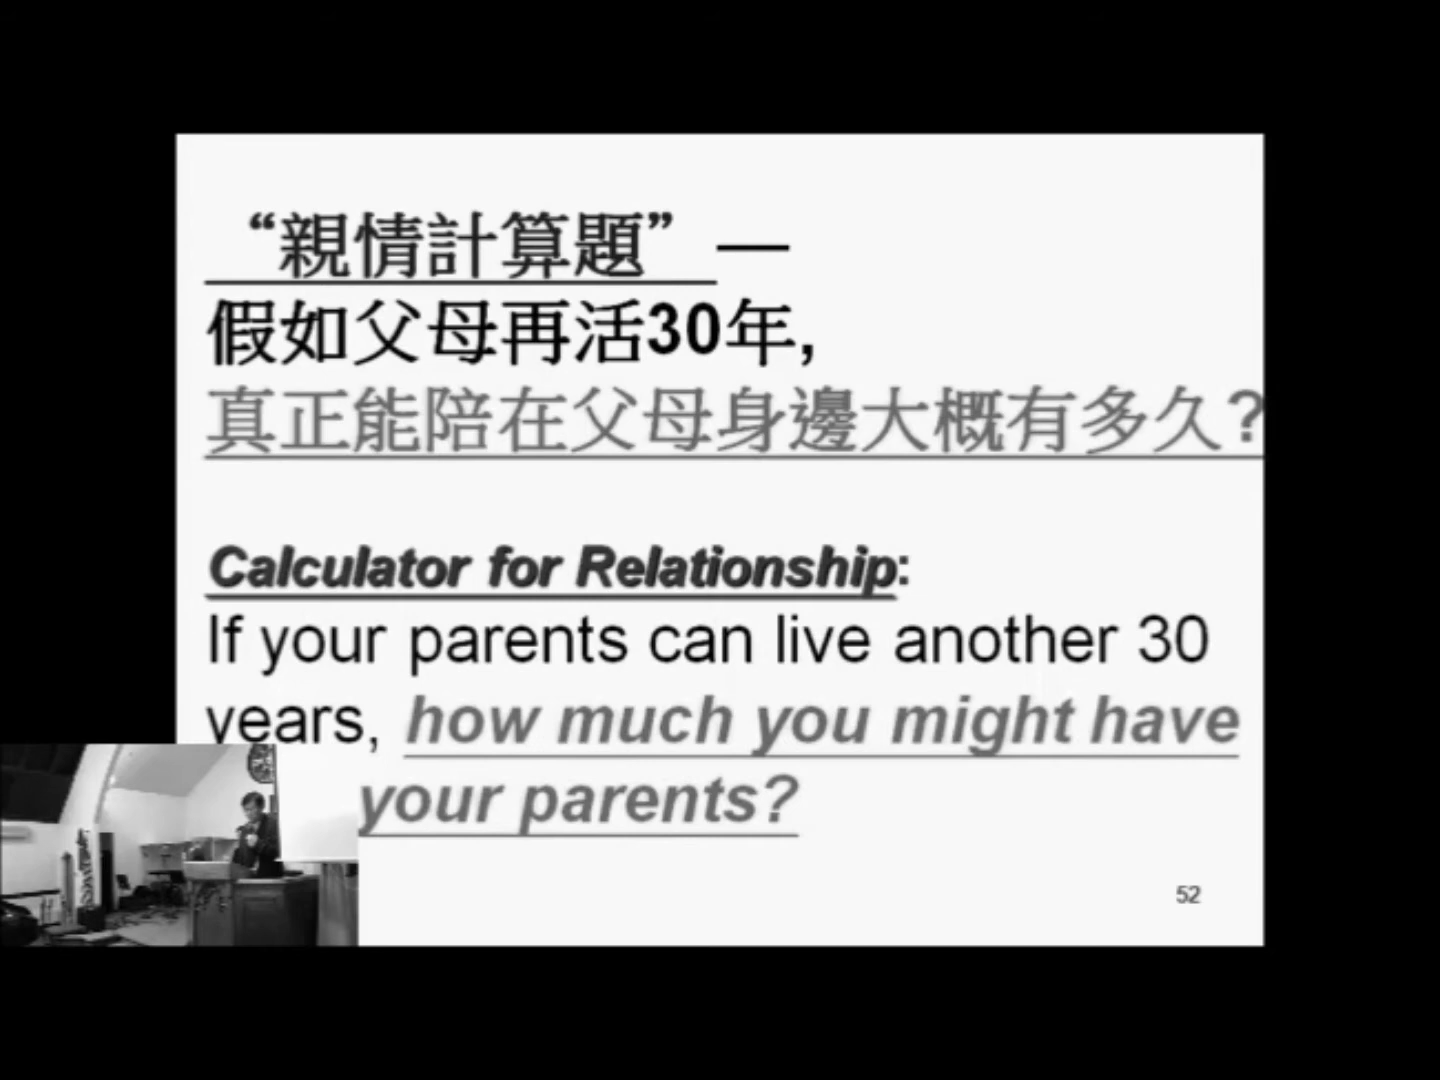 “親情計算題”—
假如父母再活30年,
真正能陪在父母身邊大概有多久?
Calculator for Relationship:
If your parents can live another 30
years, how much you might have
your parents?
52